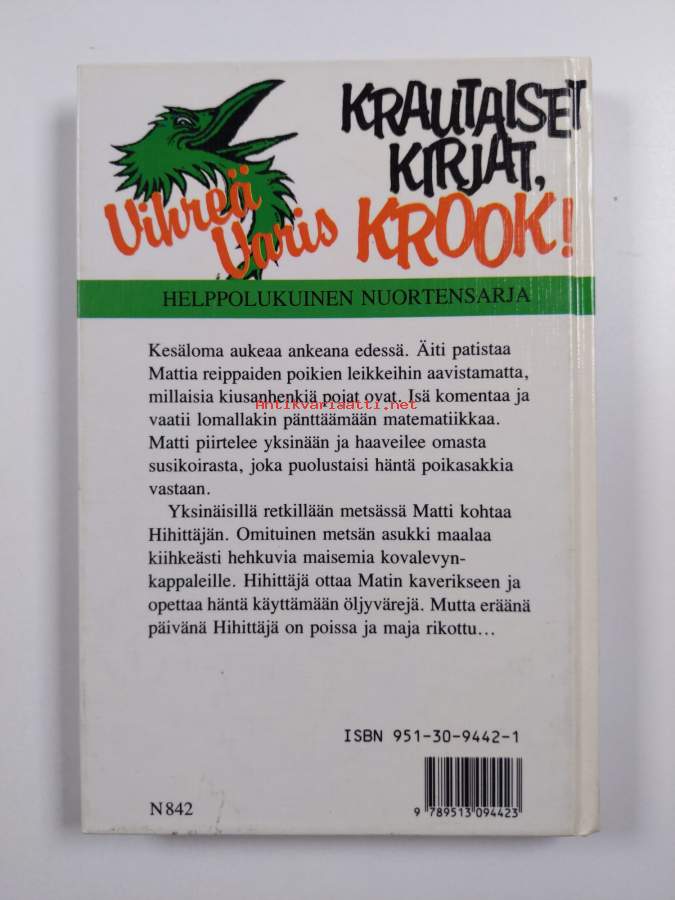 KRAUTAISET
KIRJAT,
Vihreä
Varis
KROOK!
HELPPOLUKUINEN NUORTENSARJA
Kesäloma aukeaa ankeana edessä. Äiti patistaa
Mattia reippaiden poikien leikkeihin aavistamatta,
millaisia kiusanhenkiä pojat ovat. Isä komentaa ja
Antikvariaatti.net
vaatii lomallakin pänttäämään matematiikkaa.
Matti piirtelee yksinään ja haaveilee omasta
susikoirasta, joka puolustaisi häntä poikasakkia
vastaan.
Yksinäisillä retkillään metsässä Matti kohtaa
Hihittäjän. Omituinen metsän asukki maalaa
kiihkeästi hehkuvia maisemia kovalevyn-
kappaleille. Hihittäjä ottaa Matin kaverikseen ja
opettaa häntä käyttämään öljyvärejä. Mutta eräänä
päivänä Hihittäjä on poissa ja maja rikottu...
ISBN 951-30-9442-1
N 842
9 789513 094423